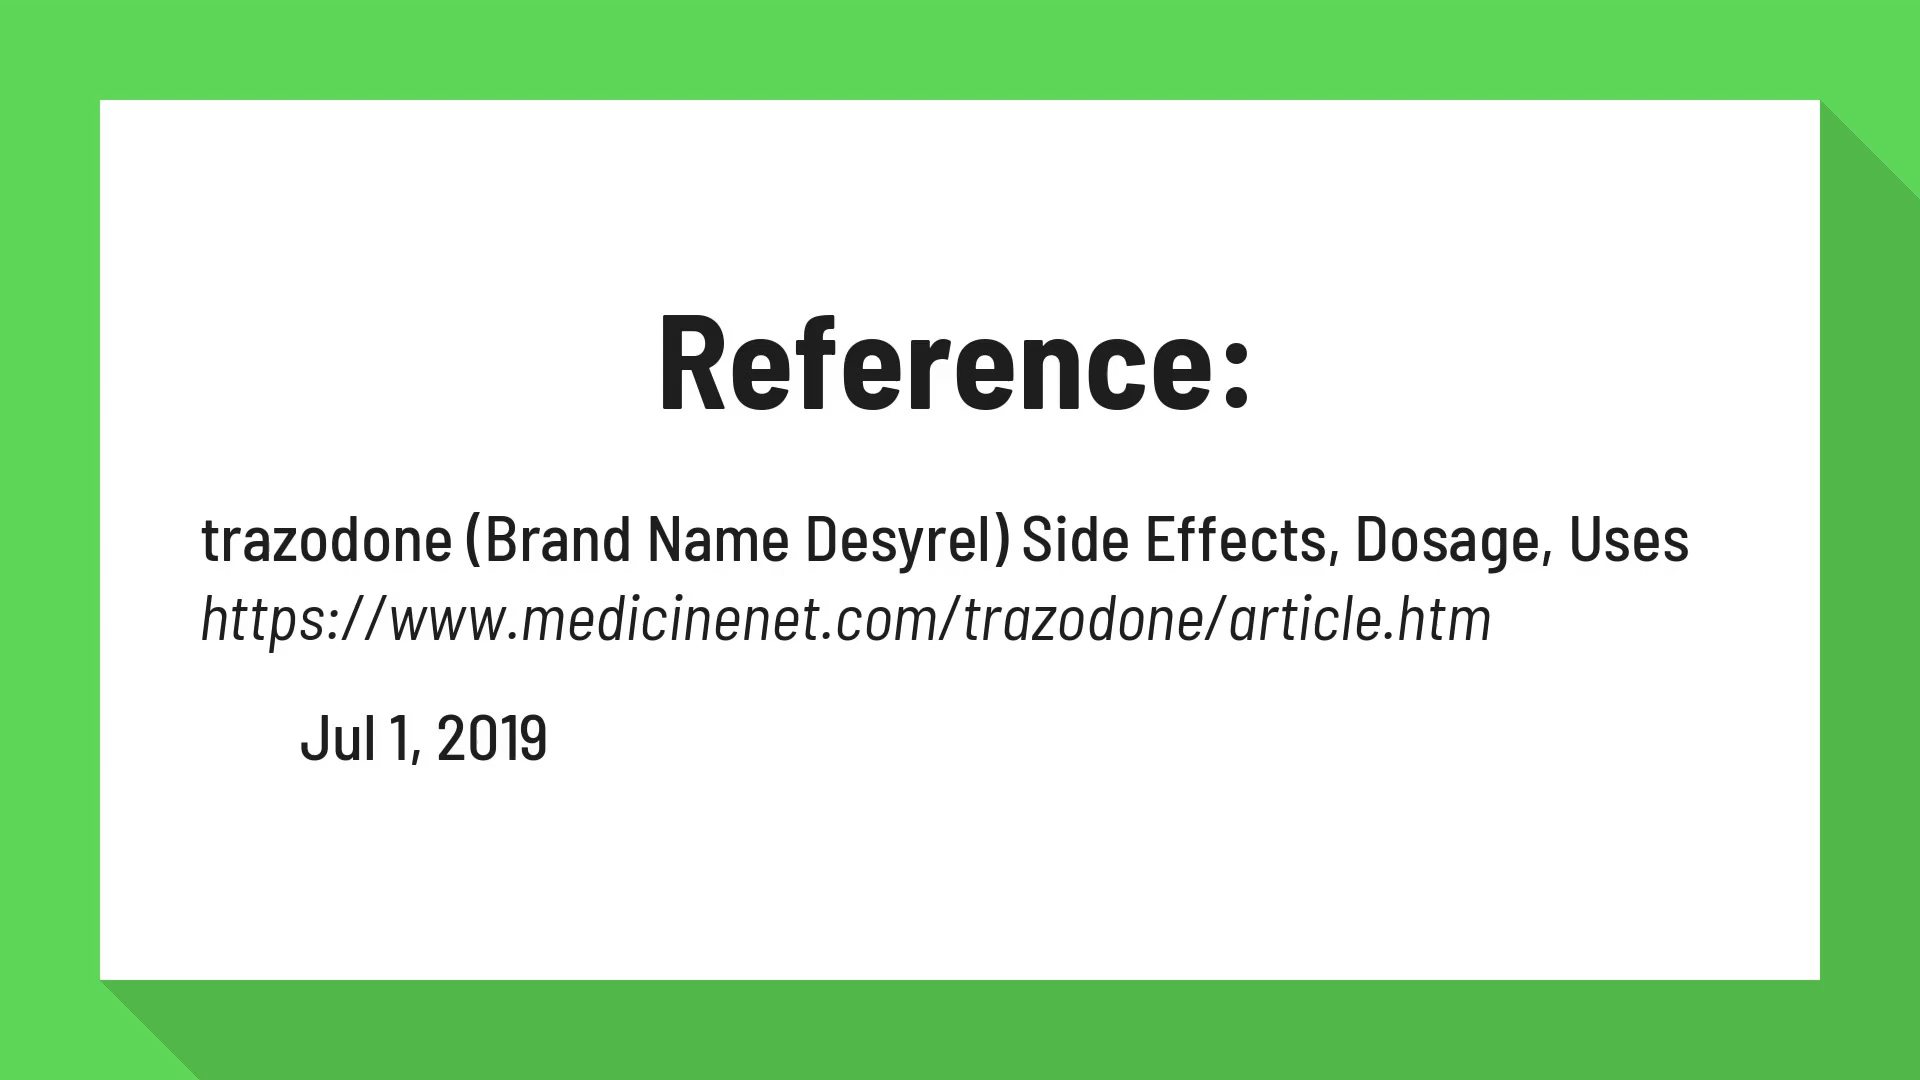 Reference:
trazodone (Brand Name Desyrel) Side Effects, Dosage, Uses
https://www.medicinenet.com/trazodone/article.htm
Jul 1, 2019